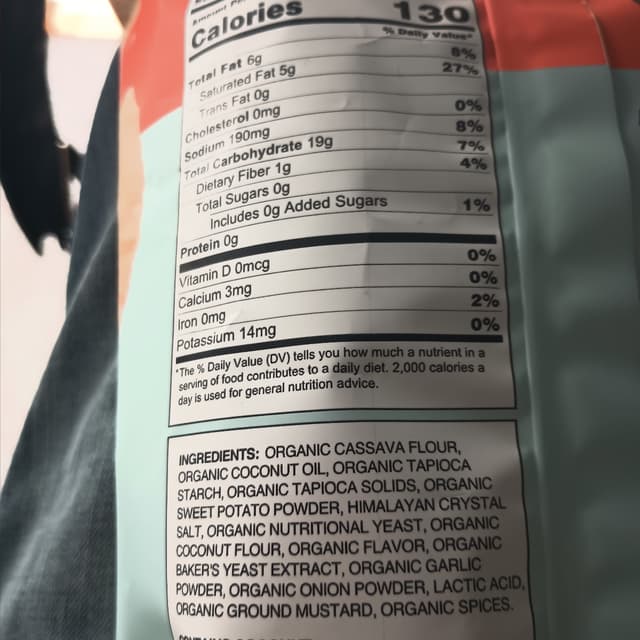 Calories 130
% Daily Value*
Total Fat 6g 8%
Saturated Fat 5g 27%
Trans Fat 0g
Cholesterol 0mg 0%
Sodium 190mg 8%
Total Carbohydrate 19g 7%
Dietary Fiber 1g 4%
Total Sugars 0g
Includes 0g Added Sugars 1%
Protein 0g
Vitamin D 0mcg 0%
Calcium 3mg 0%
Iron 0mg 2%
Potassium 14mg 0%
*The % Daily Value (DV) tells you how much a nutrient in a
serving of food contributes to a daily diet. 2,000 calories a
day is used for general nutrition advice.
INGREDIENTS: ORGANIC CASSAVA FLOUR,
ORGANIC COCONUT OIL, ORGANIC TAPIOCA
STARCH, ORGANIC TAPIOCA SOLIDS, ORGANIC
SWEET POTATO POWDER, HIMALAYAN CRYSTAL
SALT, ORGANIC NUTRITIONAL YEAST, ORGANIC
COCONUT FLOUR, ORGANIC FLAVOR, ORGANIC
BAKER'S YEAST EXTRACT, ORGANIC GARLIC
POWDER, ORGANIC ONION POWDER, LACTIC ACID,
ORGANIC GROUND MUSTARD, ORGANIC SPICES.